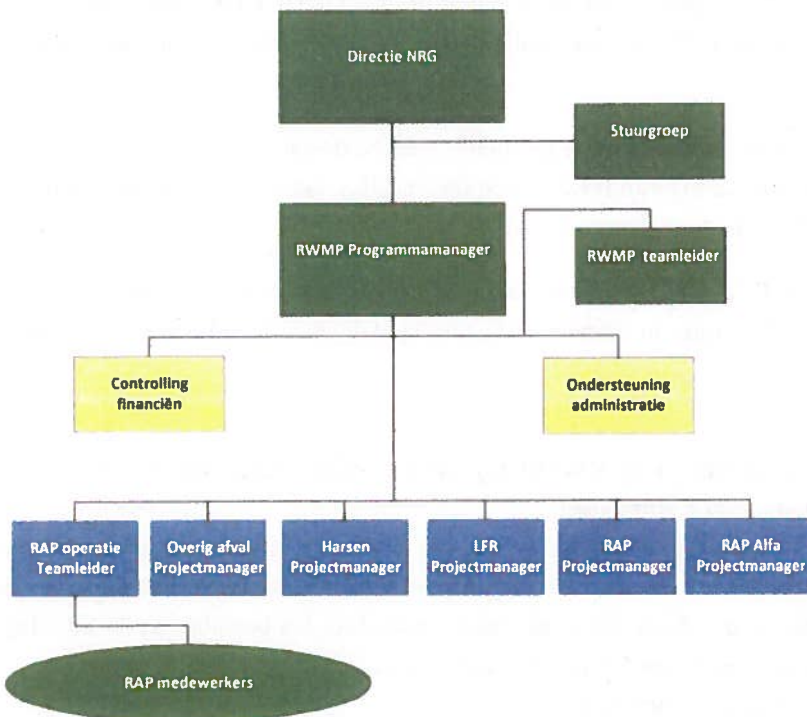 Directie NRG
Stuurgroep
RWMP Programmamanager
RWMP teamleider
Controlling
financiën
Ondersteuning
administratie
RAP operatie
Teamleider
Overig afval
Projectmanager
Harsen
Projectmanager
LFR
Projectmanager
RAP
Projectmanager
RAP Alfa
Projectmanager
RAP medewerkers